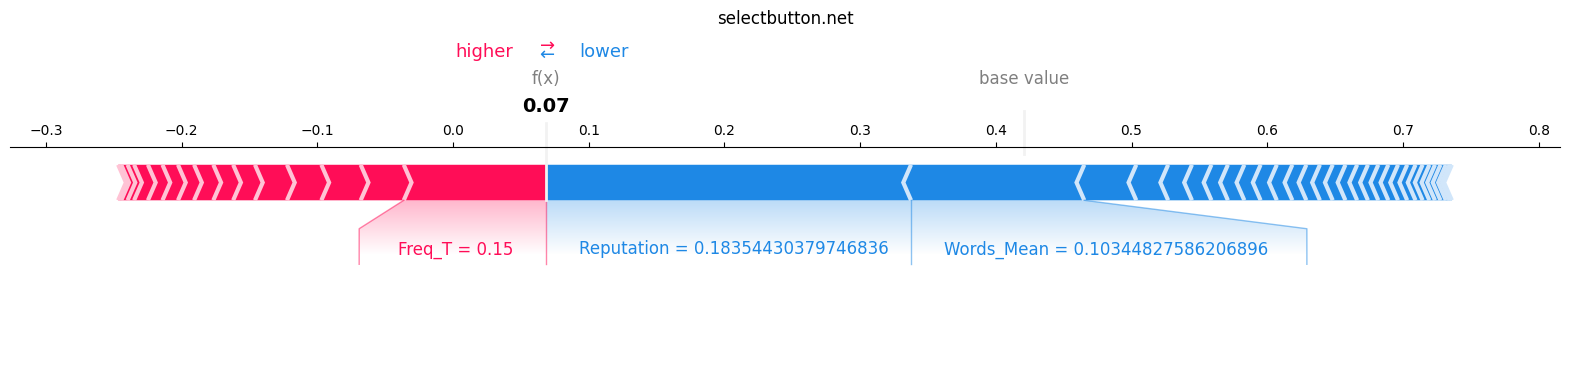 selectbutton.net
higher ⇄ lower
f(x) base value
0.07
−0.3 −0.2 −0.1 0.0 0.1 0.2 0.3 0.4 0.5 0.6 0.7 0.8
Freq_T = 0.15 Reputation = 0.18354430379746836 Words_Mean = 0.10344827586206896